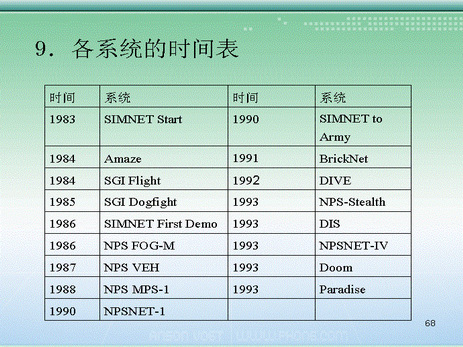 9．各系统的时间表
时间 系统 时间 系统
1983 SIMNET Start 1990 SIMNET to Army
1984 Amaze 1991 BrickNet
1984 SGI Flight 1992 DIVE
1985 SGI Dogfight 1993 NPS-Stealth
1986 SIMNET First Demo 1993 DIS
1986 NPS FOG-M 1993 NPSNET-IV
1987 NPS VEH 1993 Doom
1988 NPS MPS-1 1993 Paradise
1990 NPSNET-1
68